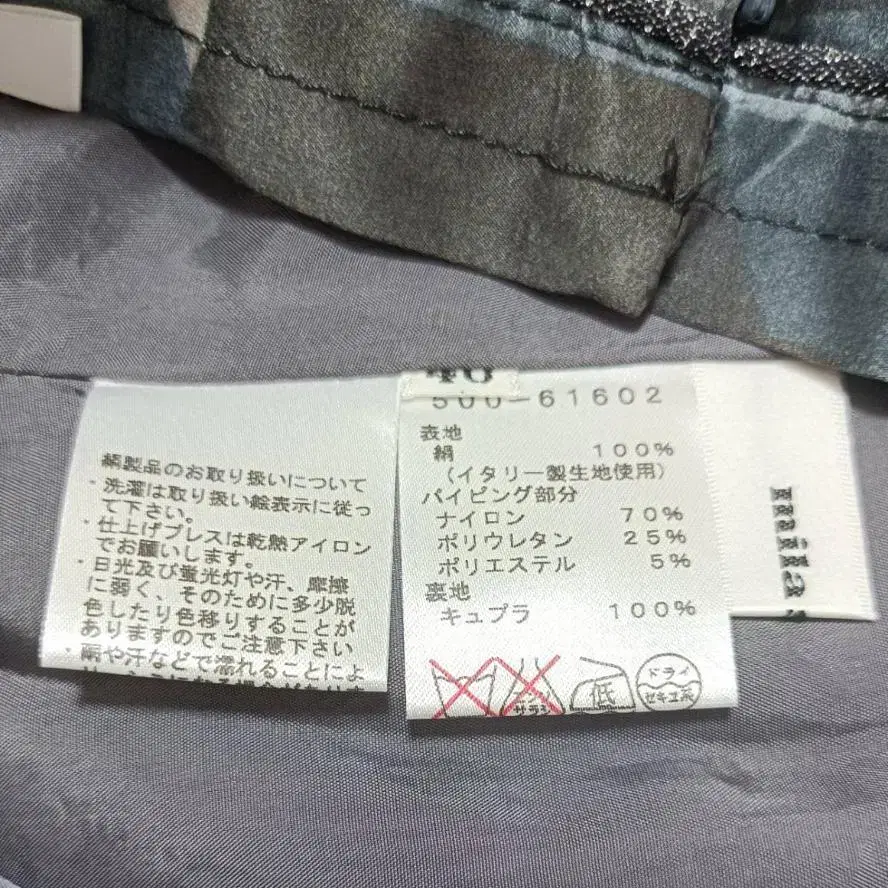 絹製品のお取り扱いについて
・洗濯は取り扱い絵表示に従っ
て下さい。
・仕上げプレスは乾熱アイロン
でお願いします。
・日光及び蛍光灯や汗、摩擦
に弱く、そのために多少脱
色したり色移りすることが
ありますのでご注意下さい
・雨や汗などで濡れることによ
46
500-61602
表地
絹 100%
(イタリー製生地使用)
パイピング部分
ナイロン 70%
ポリウレタン 25%
ポリエステル 5%
裏地
キュプラ 100%
エンソ
サラシ
低
ドライ
セキユ系